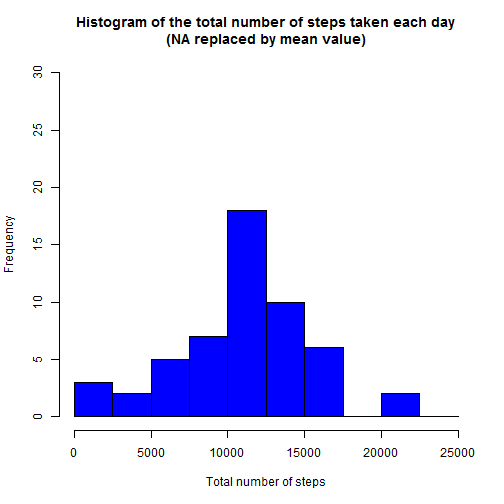 Histogram of the total number of steps taken each day
(NA replaced by mean value)
30
25
20
15
10
5
0
Frequency
0 5000 10000 15000 20000 25000
Total number of steps